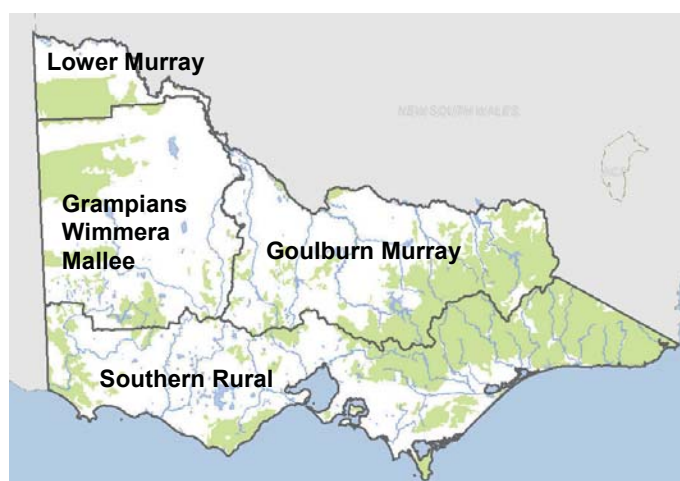 Lower Murray
NEW SOUTH WALES
Grampians
Wimmera
Mallee
Goulburn Murray
Southern Rural